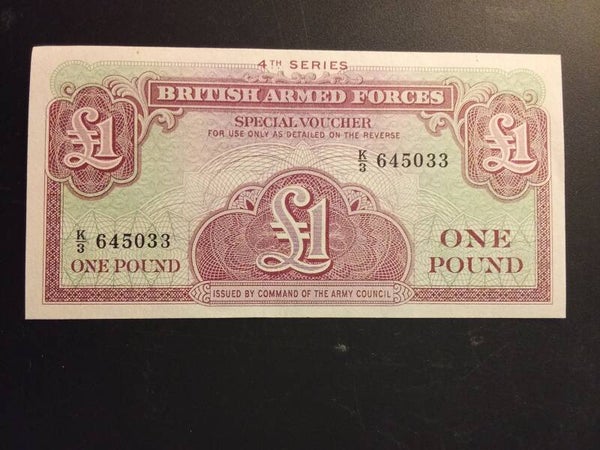 4TH SERIES
BRITISH ARMED FORCES
SPECIAL VOUCHER
FOR USE ONLY AS DETAILED ON THE REVERSE
K/3 645033
£1
£1
£1
K/3 645033
ONE POUND
ONE
POUND
ISSUED BY COMMAND OF THE ARMY COUNCIL